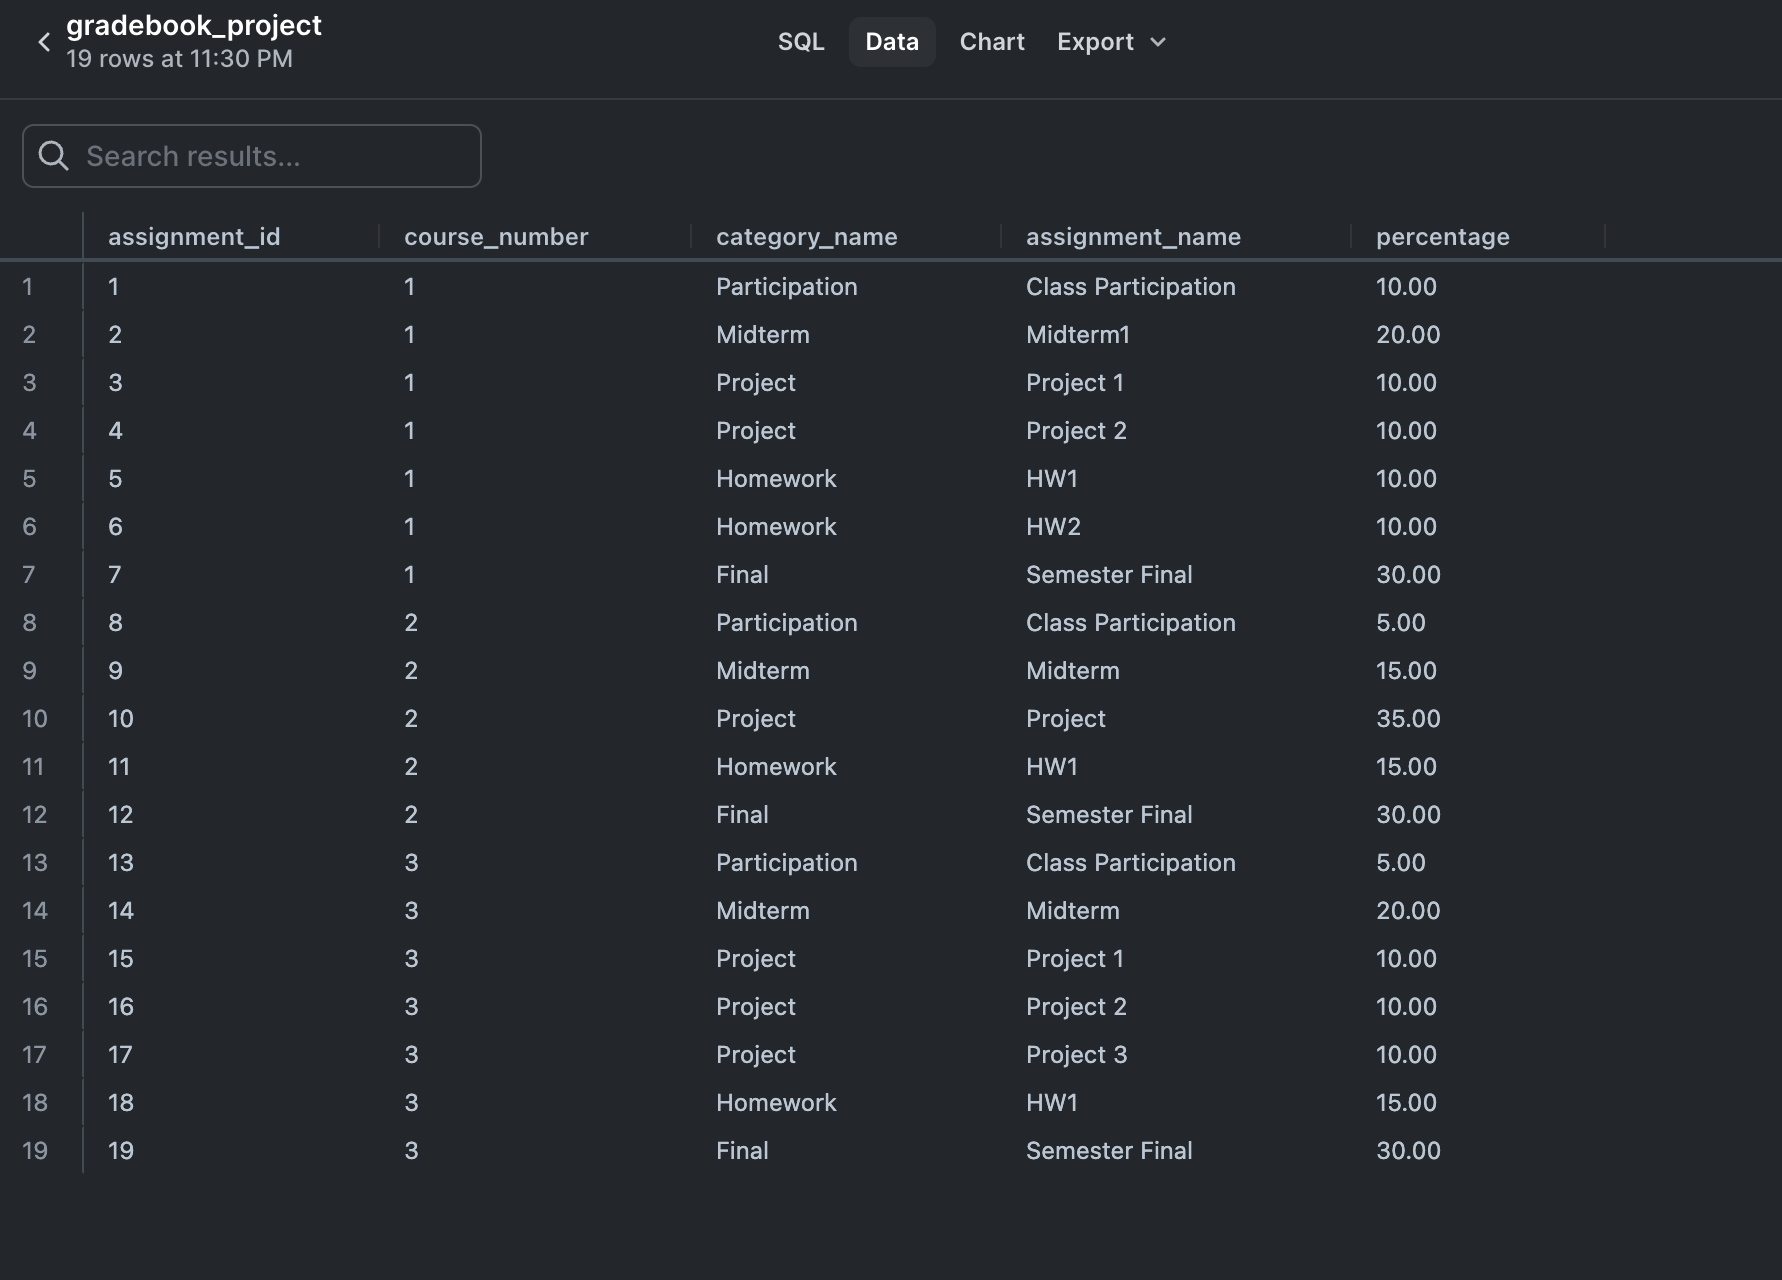 gradebook_project
19 rows at 11:30 PM
SQL Data Chart Export
Search results...
assignment_id course_number category_name assignment_name percentage
1 1 1 Participation Class Participation 10.00
2 2 1 Midterm Midterm1 20.00
3 3 1 Project Project 1 10.00
4 4 1 Project Project 2 10.00
5 5 1 Homework HW1 10.00
6 6 1 Homework HW2 10.00
7 7 1 Final Semester Final 30.00
8 8 2 Participation Class Participation 5.00
9 9 2 Midterm Midterm 15.00
10 10 2 Project Project 35.00
11 11 2 Homework HW1 15.00
12 12 2 Final Semester Final 30.00
13 13 3 Participation Class Participation 5.00
14 14 3 Midterm Midterm 20.00
15 15 3 Project Project 1 10.00
16 16 3 Project Project 2 10.00
17 17 3 Project Project 3 10.00
18 18 3 Homework HW1 15.00
19 19 3 Final Semester Final 30.00